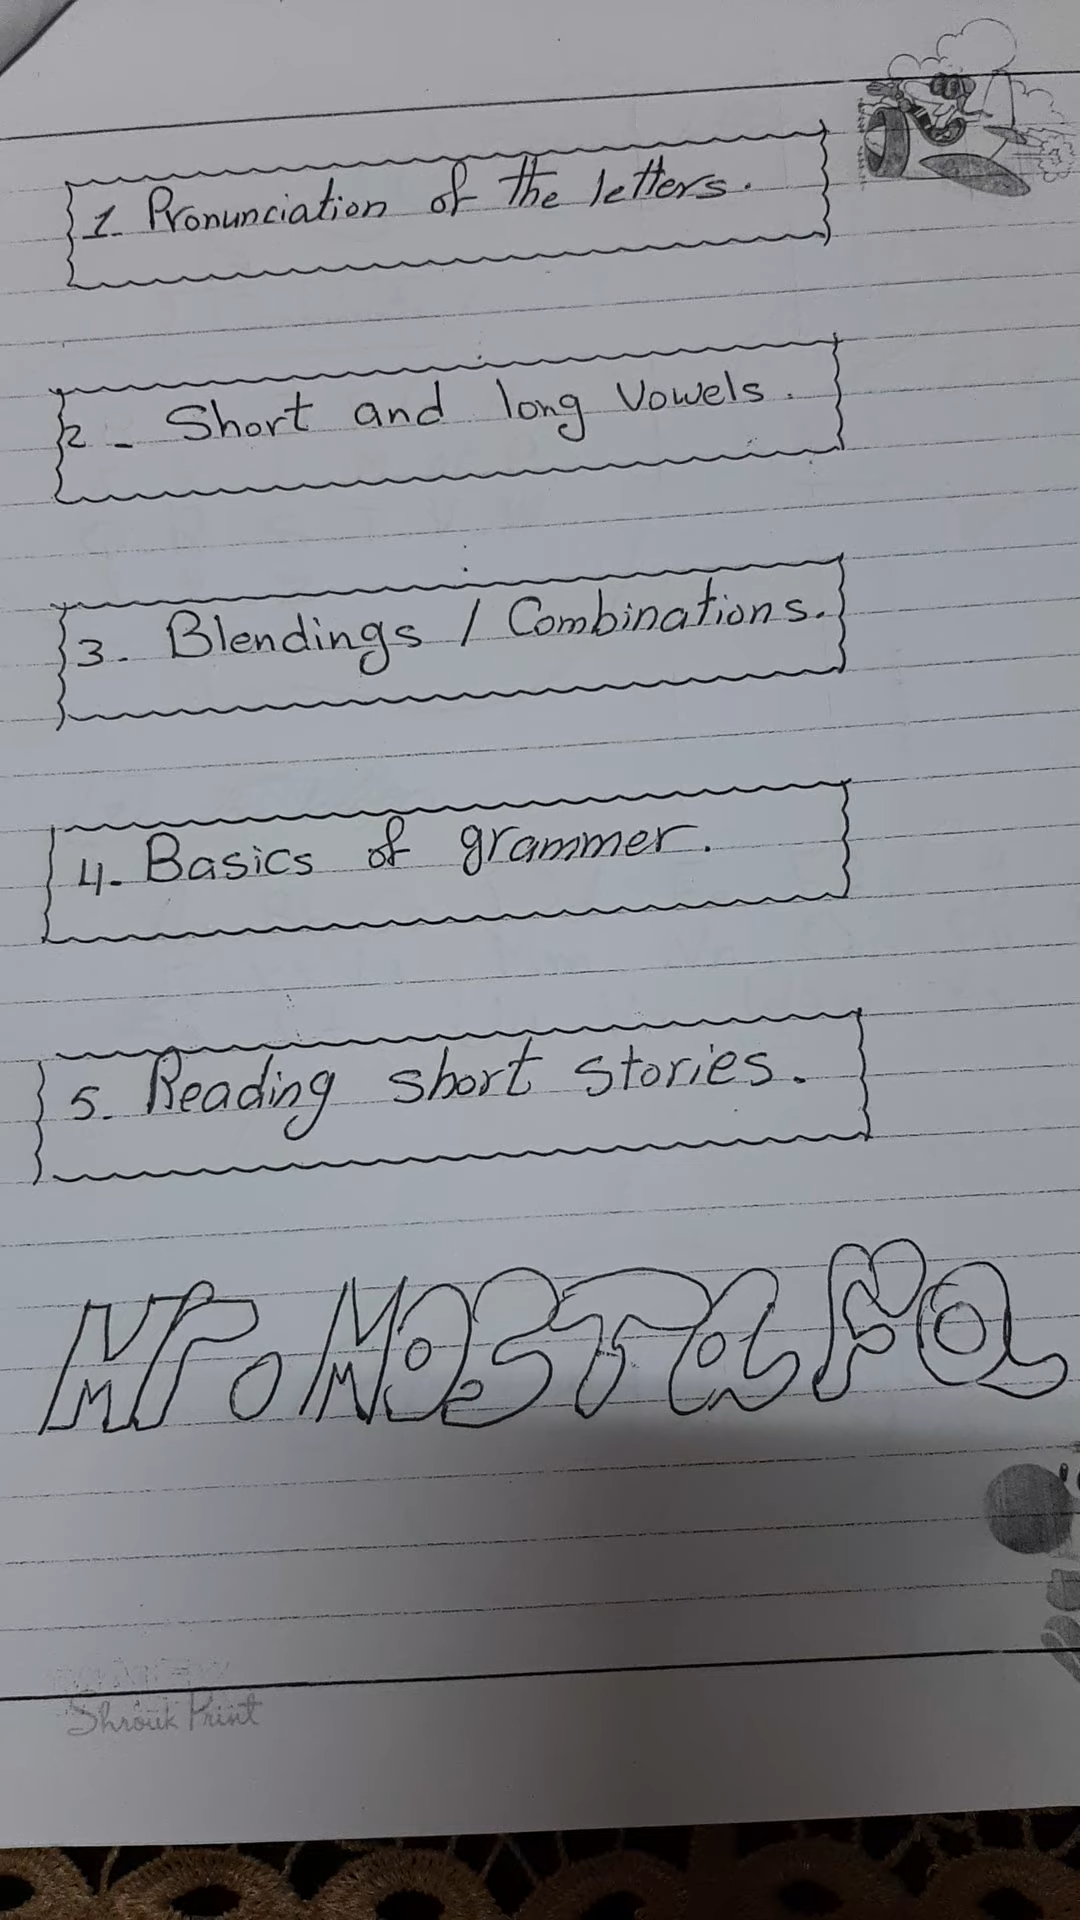 1. Pronunciation of the letters.
2 - Short and long Vowels.
3. Blendings / Combinations.
4. Basics of grammer.
5. Reading short stories.
Mr. Mostafa
Shrouk Print